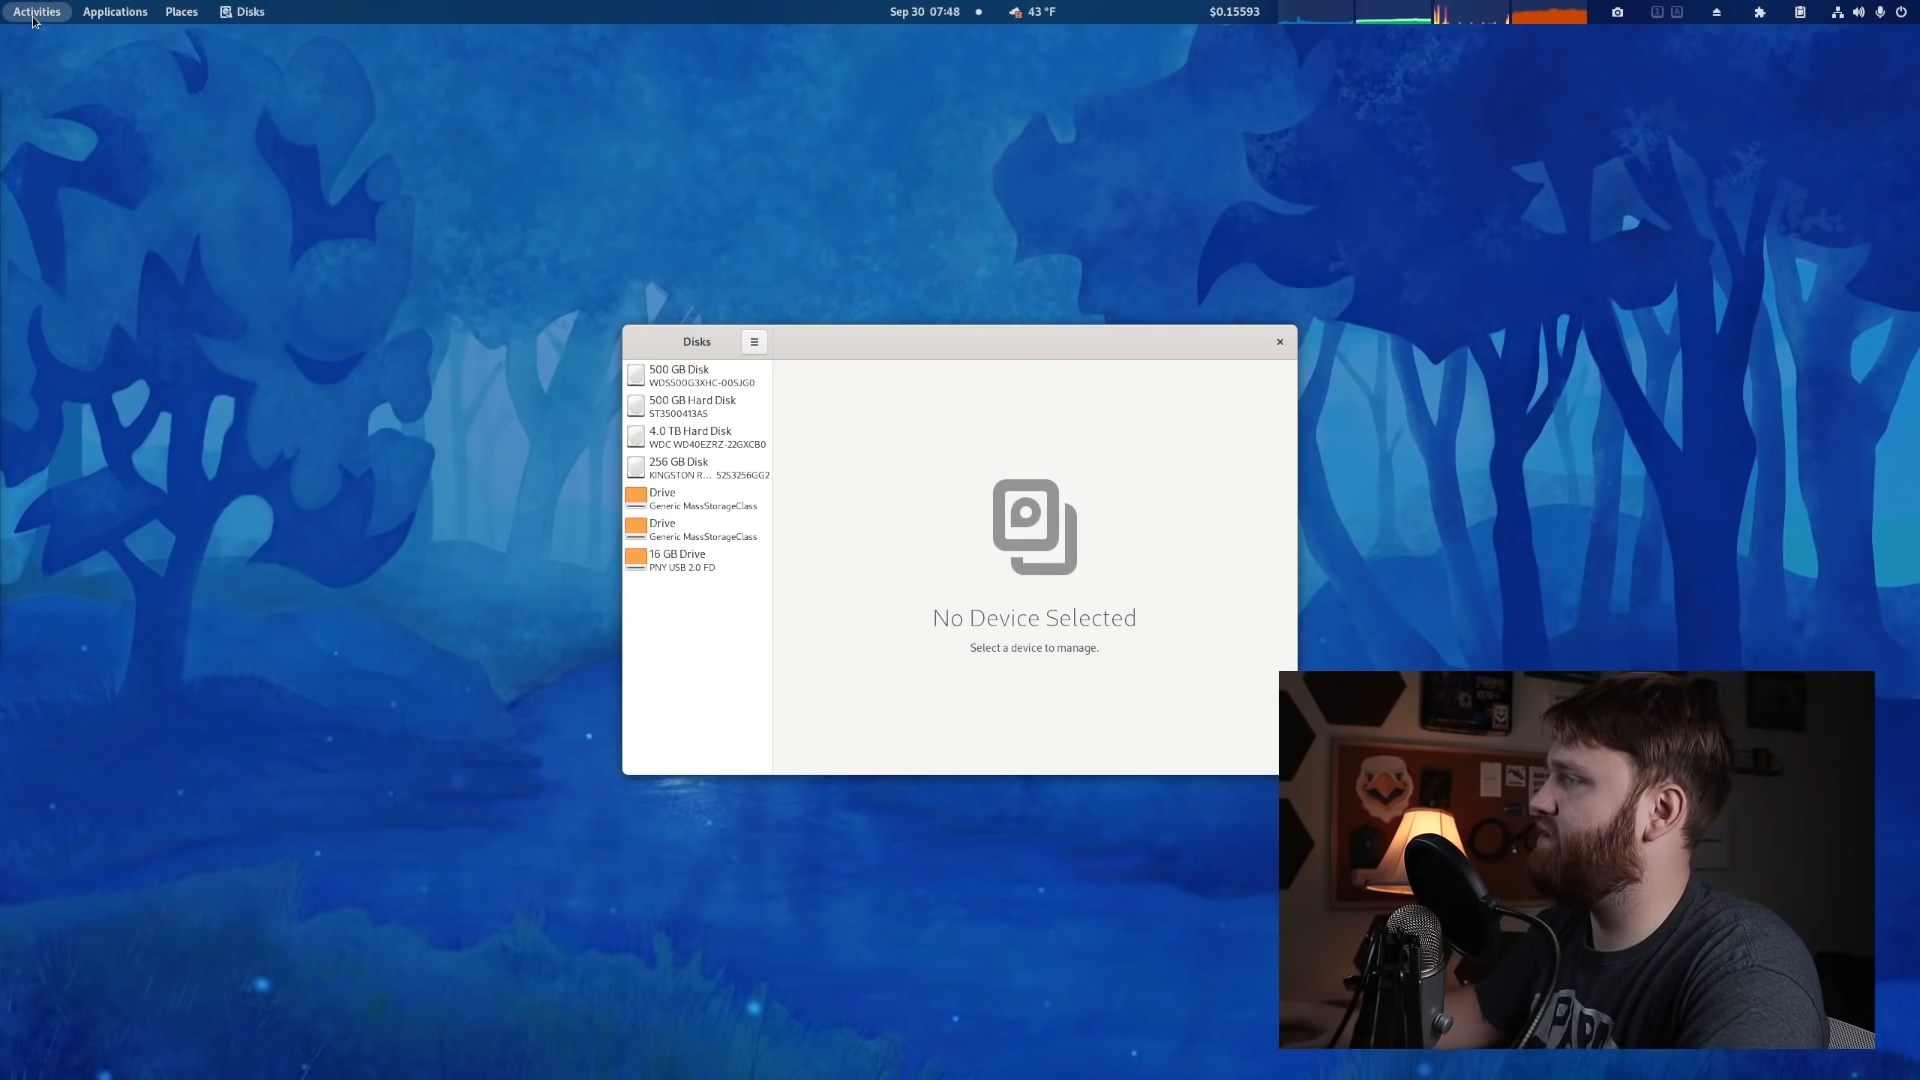 Activities Applications Places Disks Sep 30 07:48 43 °F $0.15593
Disks
500 GB Disk
WDS500G3XHC-00SJG0
500 GB Hard Disk
ST3500413AS
4.0 TB Hard Disk
WDC WD40EZRZ-22GXCB0
256 GB Disk
KINGSTON R... 52S3256GG2
Drive
Generic MassStorageClass
Drive
Generic MassStorageClass
16 GB Drive
PNY USB 2.0 FD
No Device Selected
Select a device to manage.
PRIME